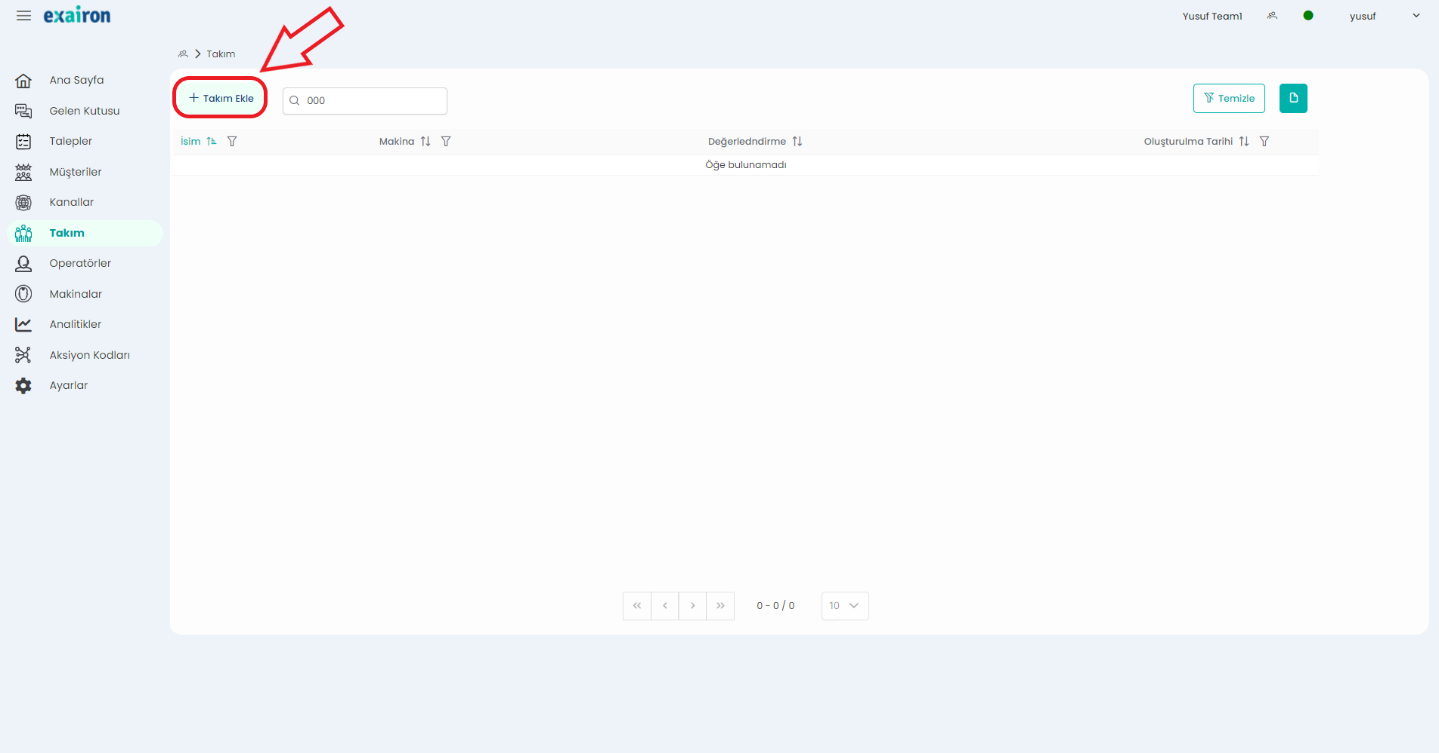 exairon
Yusuf Team1
yusuf
Takım
Ana Sayfa
Gelen Kutusu
Talepler
Müşteriler
Kanallar
Takım
Operatörler
Makinalar
Analitikler
Aksiyon Kodları
Ayarlar
+ Takım Ekle
000
Temizle
İsim
Makina
Değerledndirme
Oluşturulma Tarihi
Öğe bulunamadı
0 - 0 / 0
10